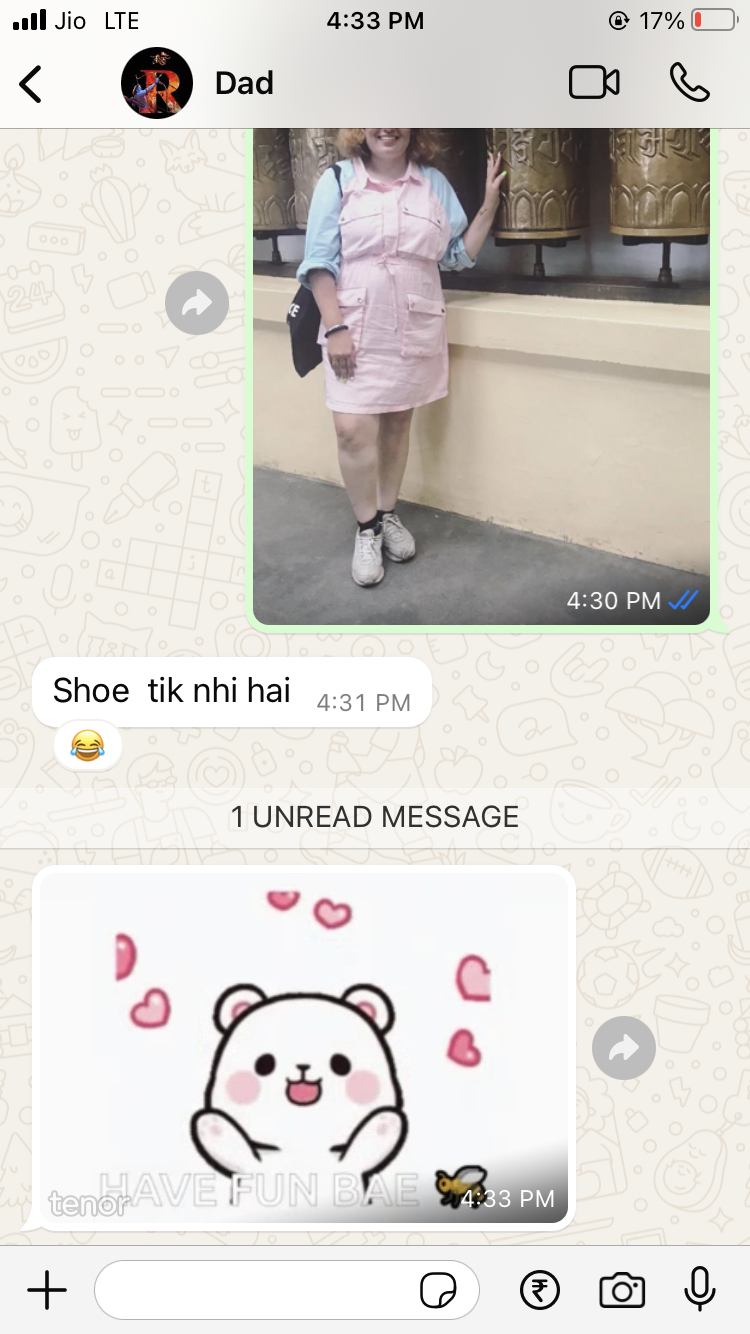 Jio LTE 4:33 PM 17%
R
Dad
24
4:30 PM
Shoe tik nhi hai 4:31 PM
1 UNREAD MESSAGE
HAVE FUN BAE
tenor
4:33 PM
₹